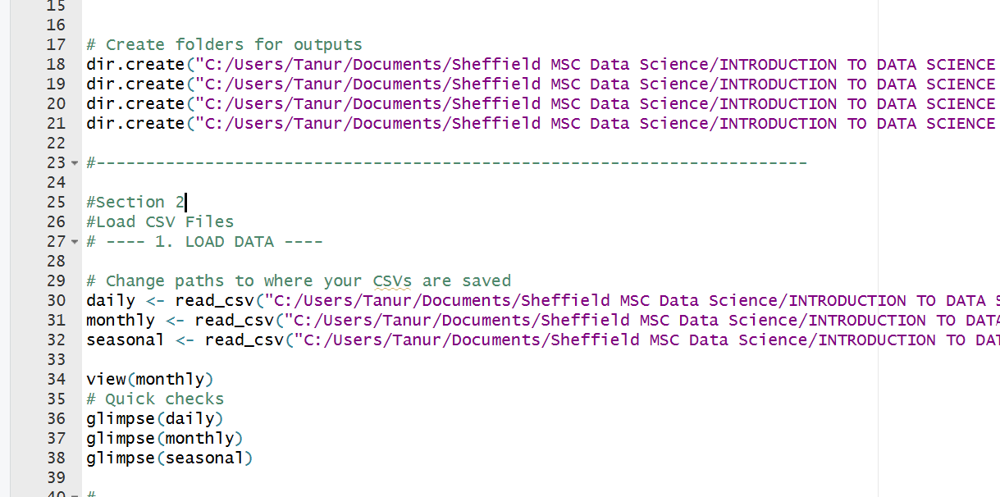 15
16
17 # Create folders for outputs
18 dir.create("C:/Users/Tanur/Documents/Sheffield MSC Data Science/INTRODUCTION TO DATA SCIENCE
19 dir.create("C:/Users/Tanur/Documents/Sheffield MSC Data Science/INTRODUCTION TO DATA SCIENCE
20 dir.create("C:/Users/Tanur/Documents/Sheffield MSC Data Science/INTRODUCTION TO DATA SCIENCE
21 dir.create("C:/Users/Tanur/Documents/Sheffield MSC Data Science/INTRODUCTION TO DATA SCIENCE
22
23 #------------------------------------------------------------------------
24
25 #Section 2
26 #Load CSV Files
27 # ---- 1. LOAD DATA ----
28
29 # Change paths to where your CSVs are saved
30 daily <- read_csv("C:/Users/Tanur/Documents/Sheffield MSC Data Science/INTRODUCTION TO DATA S
31 monthly <- read_csv("C:/Users/Tanur/Documents/Sheffield MSC Data Science/INTRODUCTION TO DATA
32 seasonal <- read_csv("C:/Users/Tanur/Documents/Sheffield MSC Data Science/INTRODUCTION TO DAT
33
34 view(monthly)
35 # Quick checks
36 glimpse(daily)
37 glimpse(monthly)
38 glimpse(seasonal)
39
40 #